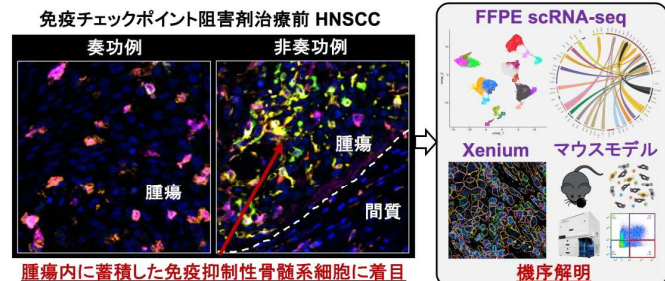 免疫チェックポイント阻害剤治療前 HNSCC
奏功例
非奏功例
腫瘍
腫瘍
間質
腫瘍内に蓄積した免疫抑制性骨髄系細胞に着目
FFPE scRNA-seq
Xenium
マウスモデル
機序解明